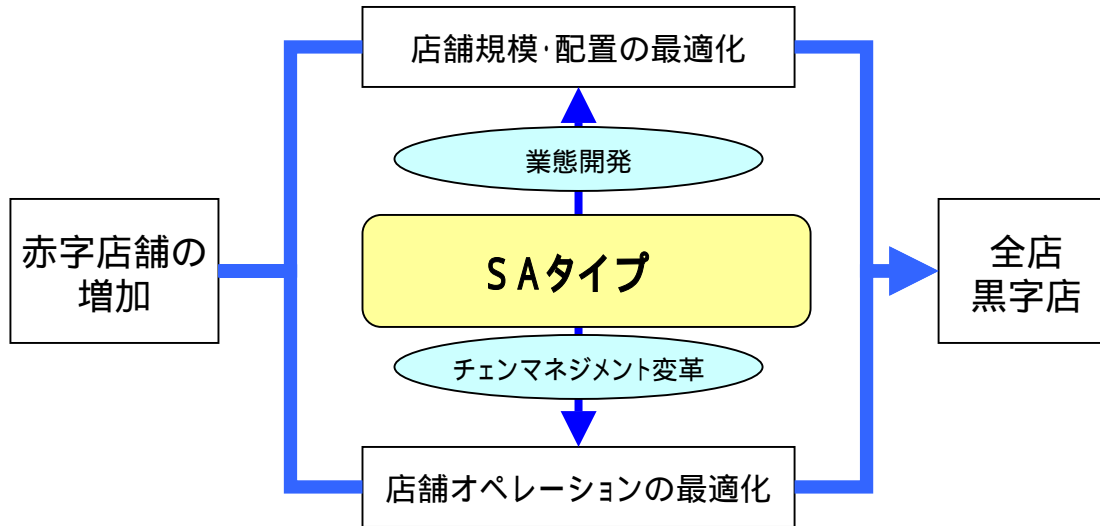 店舗規模・配置の最適化
業態開発
赤字店舗の
増加
SAタイプ
全店
黒字店
チェンマネジメント変革
店舗オペレーションの最適化